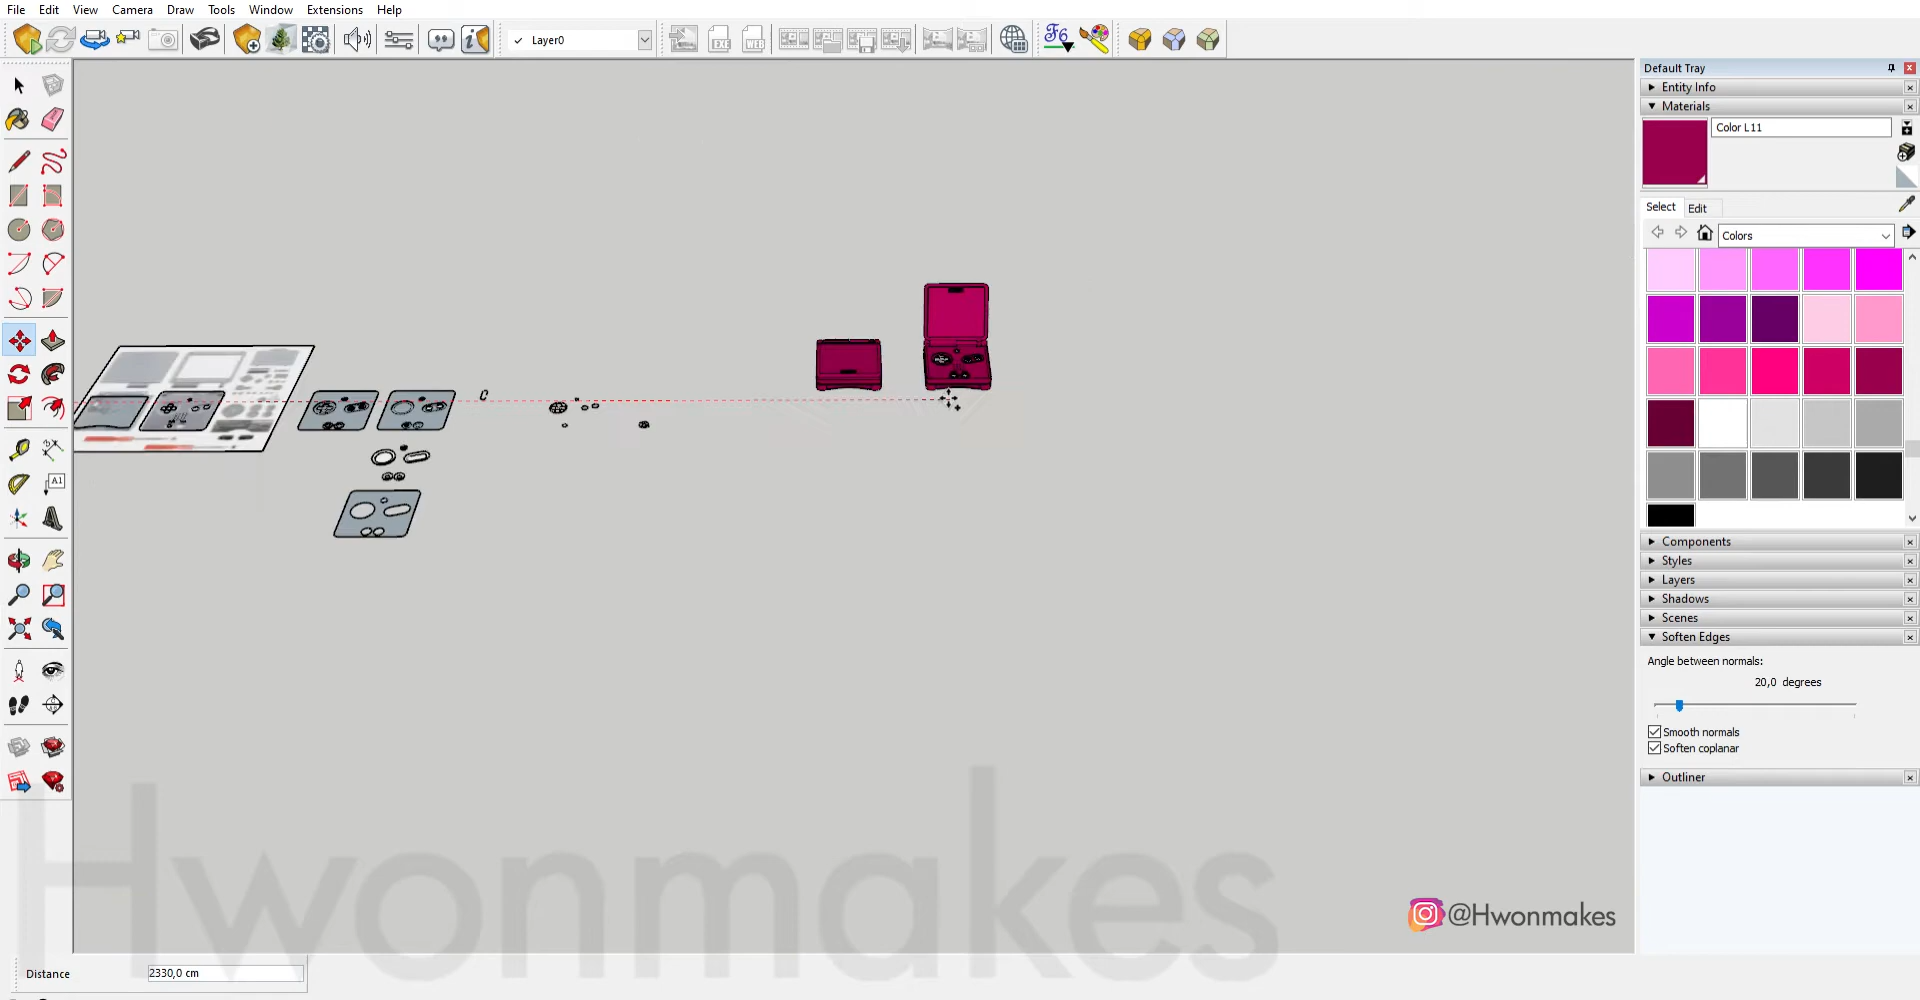 File Edit View Camera Draw Tools Window Extensions Help
Layer0
Default Tray
Entity Info
Materials
Color L11
Select Edit
Colors
Components
Styles
Layers
Shadows
Scenes
Soften Edges
Angle between normals:
20,0 degrees
Smooth normals
Soften coplanar
Outliner
Hwonmakes
@Hwonmakes
Distance 2330,0 cm